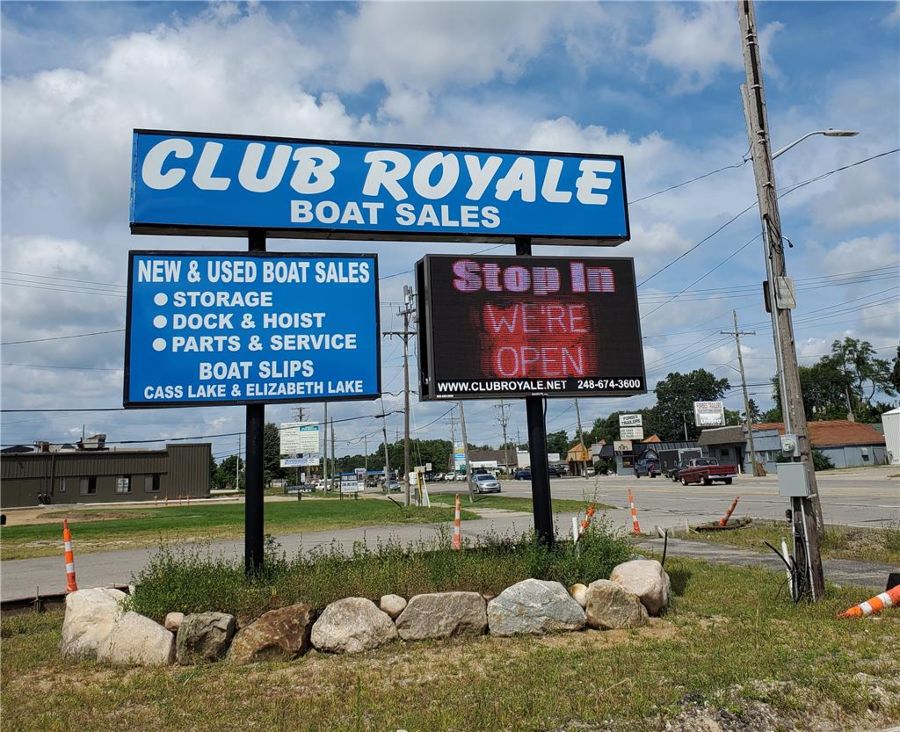 CLUB ROYALE
BOAT SALES
NEW & USED BOAT SALES
● STORAGE
● DOCK & HOIST
● PARTS & SERVICE
BOAT SLIPS
CASS LAKE & ELIZABETH LAKE
Stop In
WE'RE
OPEN
WWW.CLUBROYALE.NET 248-674-3600